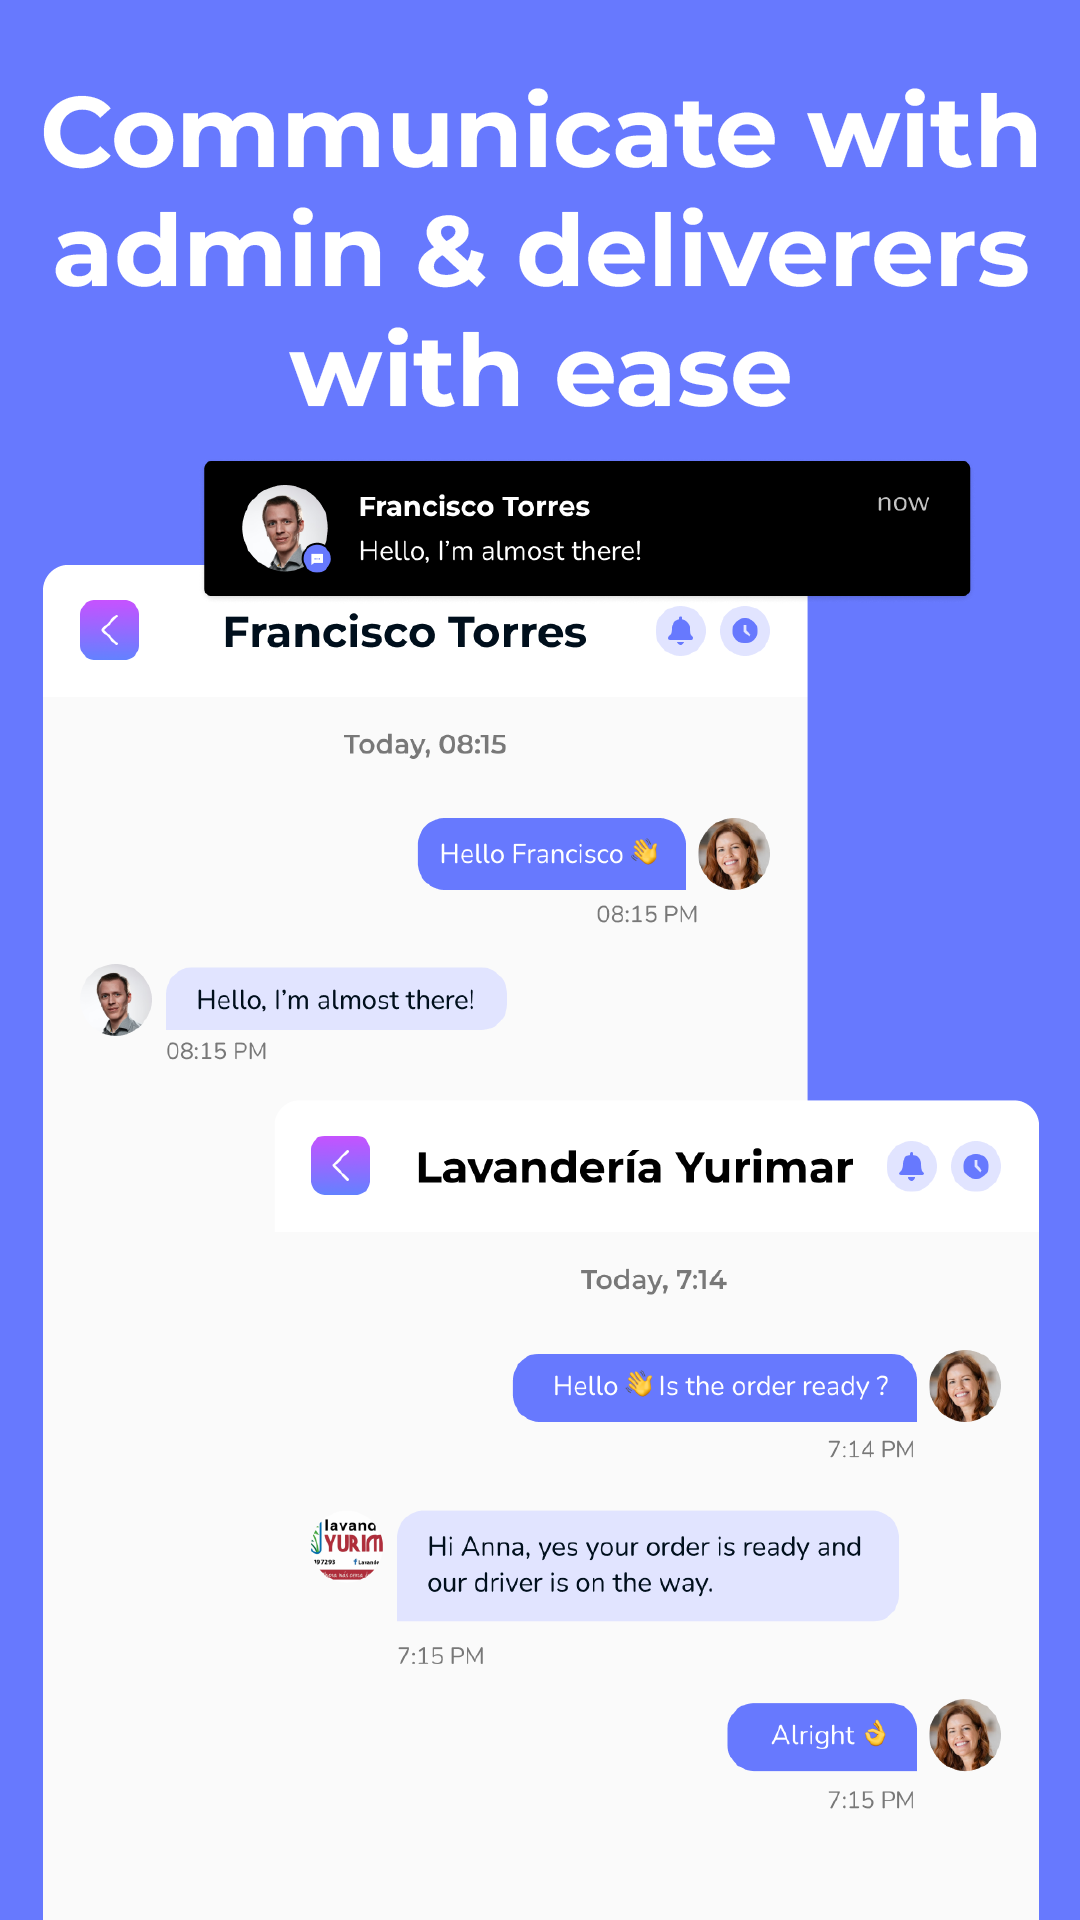 Communicate with
admin & deliverers
with ease
Francisco Torres
now
Hello, I'm almost there!
Francisco Torres
Today, 08:15
Hello Francisco 👋
08:15 PM
Hello, I'm almost there!
08:15 PM
Lavandería Yurimar
Today, 7:14
Hello 👋 Is the order ready ?
7:14 PM
lavand
YURIM
197293
Lavande
Hi Anna, yes your order is ready and
our driver is on the way.
7:15 PM
Alright 👌
7:15 PM